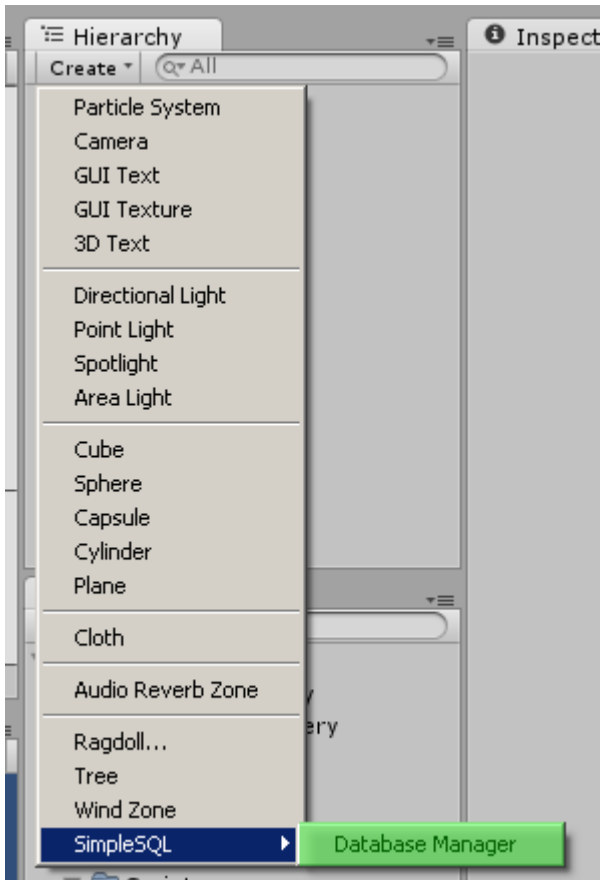 Hierarchy
Inspect
Create
All
Particle System
Camera
GUI Text
GUI Texture
3D Text
Directional Light
Point Light
Spotlight
Area Light
Cube
Sphere
Capsule
Cylinder
Plane
Cloth
Audio Reverb Zone
ery
Ragdoll...
Tree
Wind Zone
SimpleSQL
Database Manager